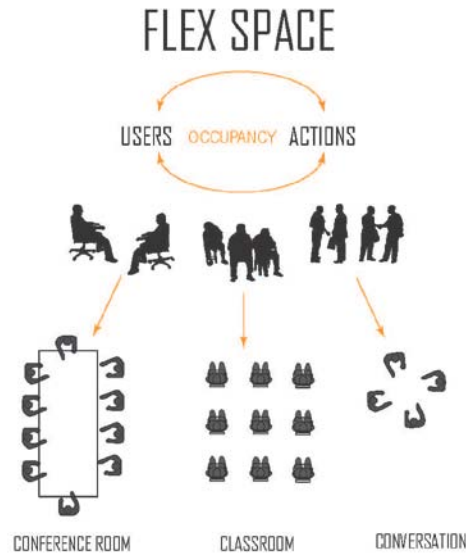 FLEX SPACE
USERS OCCUPANCY ACTIONS
CONFERENCE ROOM CLASSROOM CONVERSATION